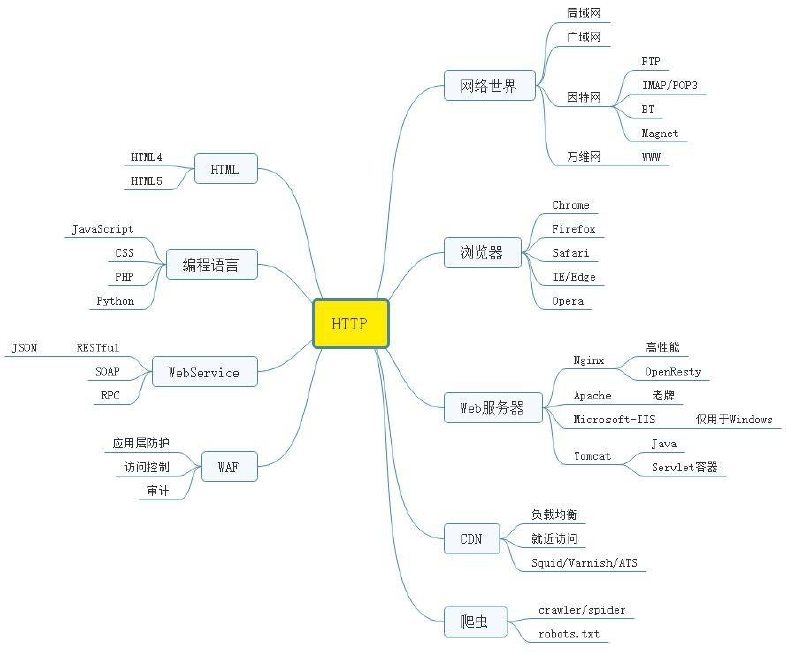 HTTP
网络世界
局域网
广域网
因特网
FTP
IMAP/POP3
BT
Magnet
万维网
WWW
浏览器
Chrome
Firefox
Safari
IE/Edge
Opera
Web服务器
Nginx
高性能
OpenResty
Apache
老牌
Microsoft-IIS
仅用于Windows
Tomcat
Java
Servlet容器
CDN
负载均衡
就近访问
Squid/Varnish/ATS
爬虫
crawler/spider
robots.txt
HTML
HTML4
HTML5
编程语言
JavaScript
CSS
PHP
Python
WebService
RESTful
JSON
SOAP
RPC
WAF
应用层防护
访问控制
审计